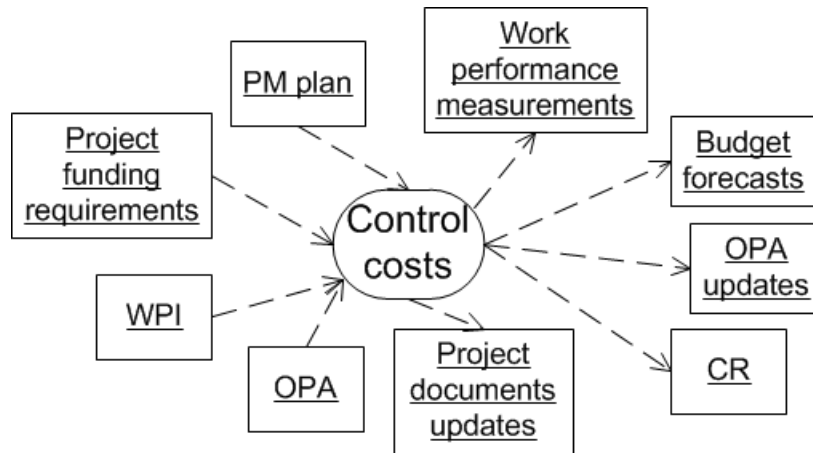 PM plan
Work
performance
measurements
Project
funding
requirements
Budget
forecasts
Control
costs
OPA
updates
WPI
OPA
Project
documents
updates
CR